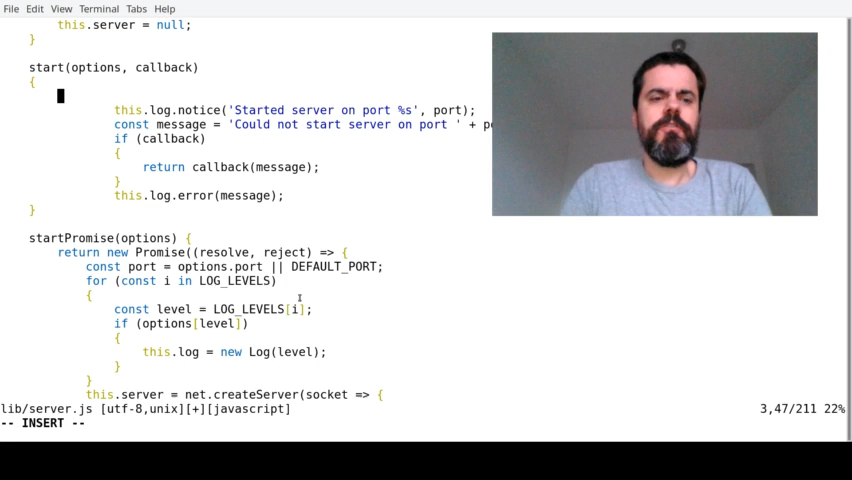 File Edit View Terminal Tabs Help
this.server = null;
}
start(options, callback)
{
this.log.notice('Started server on port %s', port);
const message = 'Could not start server on port ' +
if (callback)
{
return callback(message);
}
this.log.error(message);
}
startPromise(options) {
return new Promise((resolve, reject) => {
const port = options.port || DEFAULT_PORT;
for (const i in LOG_LEVELS)
{
const level = LOG_LEVELS[i];
if (options[level])
{
this.log = new Log(level);
}
}
this.server = net.createServer(socket => {
lib/server.js [utf-8,unix][+][javascript] 3,47/211 22%
-- INSERT --